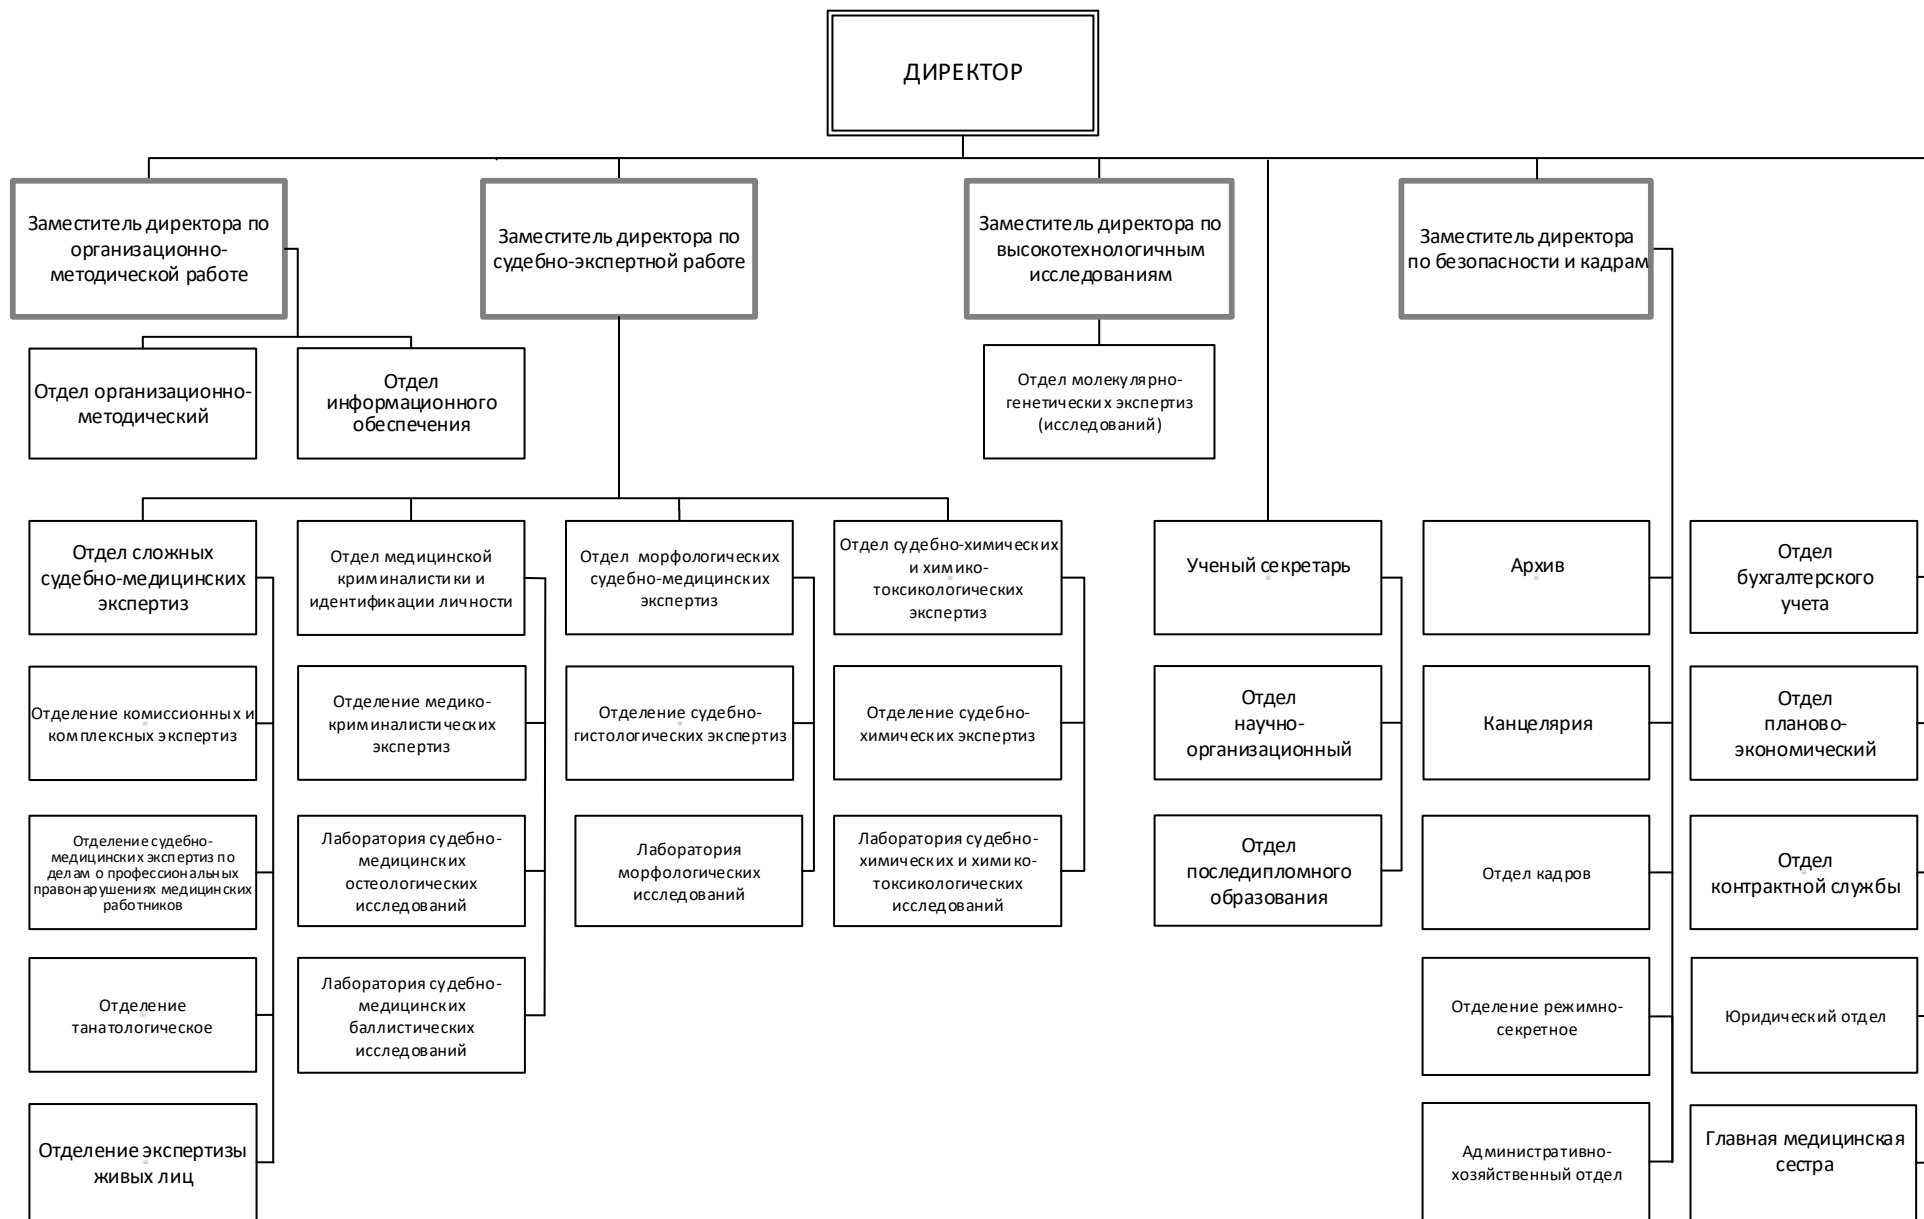 ДИРЕКТОР
Заместитель директора по
организационно-
методической работе
Заместитель директора по
судебно-экспертной работе
Заместитель директора по
высокотехнологичным
исследованиям
Заместитель директора
по безопасности и кадрам
Отдел организационно-
методический
Отдел
информационного
обеспечения
Отдел молекулярно-
генетических экспертиз
(исследований)
Отдел сложных
судебно-медицинских
экспертиз
Отдел медицинской
криминалистики и
идентификации личности
Отдел морфологических
судебно-медицинских
экспертиз
Отдел судебно-химических
и химико-
токсикологических
экспертиз
Ученый секретарь
Архив
Отдел
бухгалтерского
учета
Отделение комиссионных и
комплексных экспертиз
Отделение медико-
криминалистических
экспертиз
Отделение судебно-
гистологических экспертиз
Отделение судебно-
химических экспертиз
Отдел
научно-
организационный
Канцелярия
Отдел
планово-
экономический
Отделение судебно-
медицинских экспертиз по
делам о профессиональных
правонарушениях медицинских
работников
Лаборатория судебно-
медицинских
остеологических
исследований
Лаборатория
морфологических
исследований
Лаборатория судебно-
химических и химико-
токсикологических
исследований
Отдел
последипломного
образования
Отдел кадров
Отдел
контрактной службы
Отделение
танатологическое
Лаборатория судебно-
медицинских
баллистических
исследований
Отделение режимно-
секретное
Юридический отдел
Отделение экспертизы
живых лиц
Административно-
хозяйственный отдел
Главная медицинская
сестра